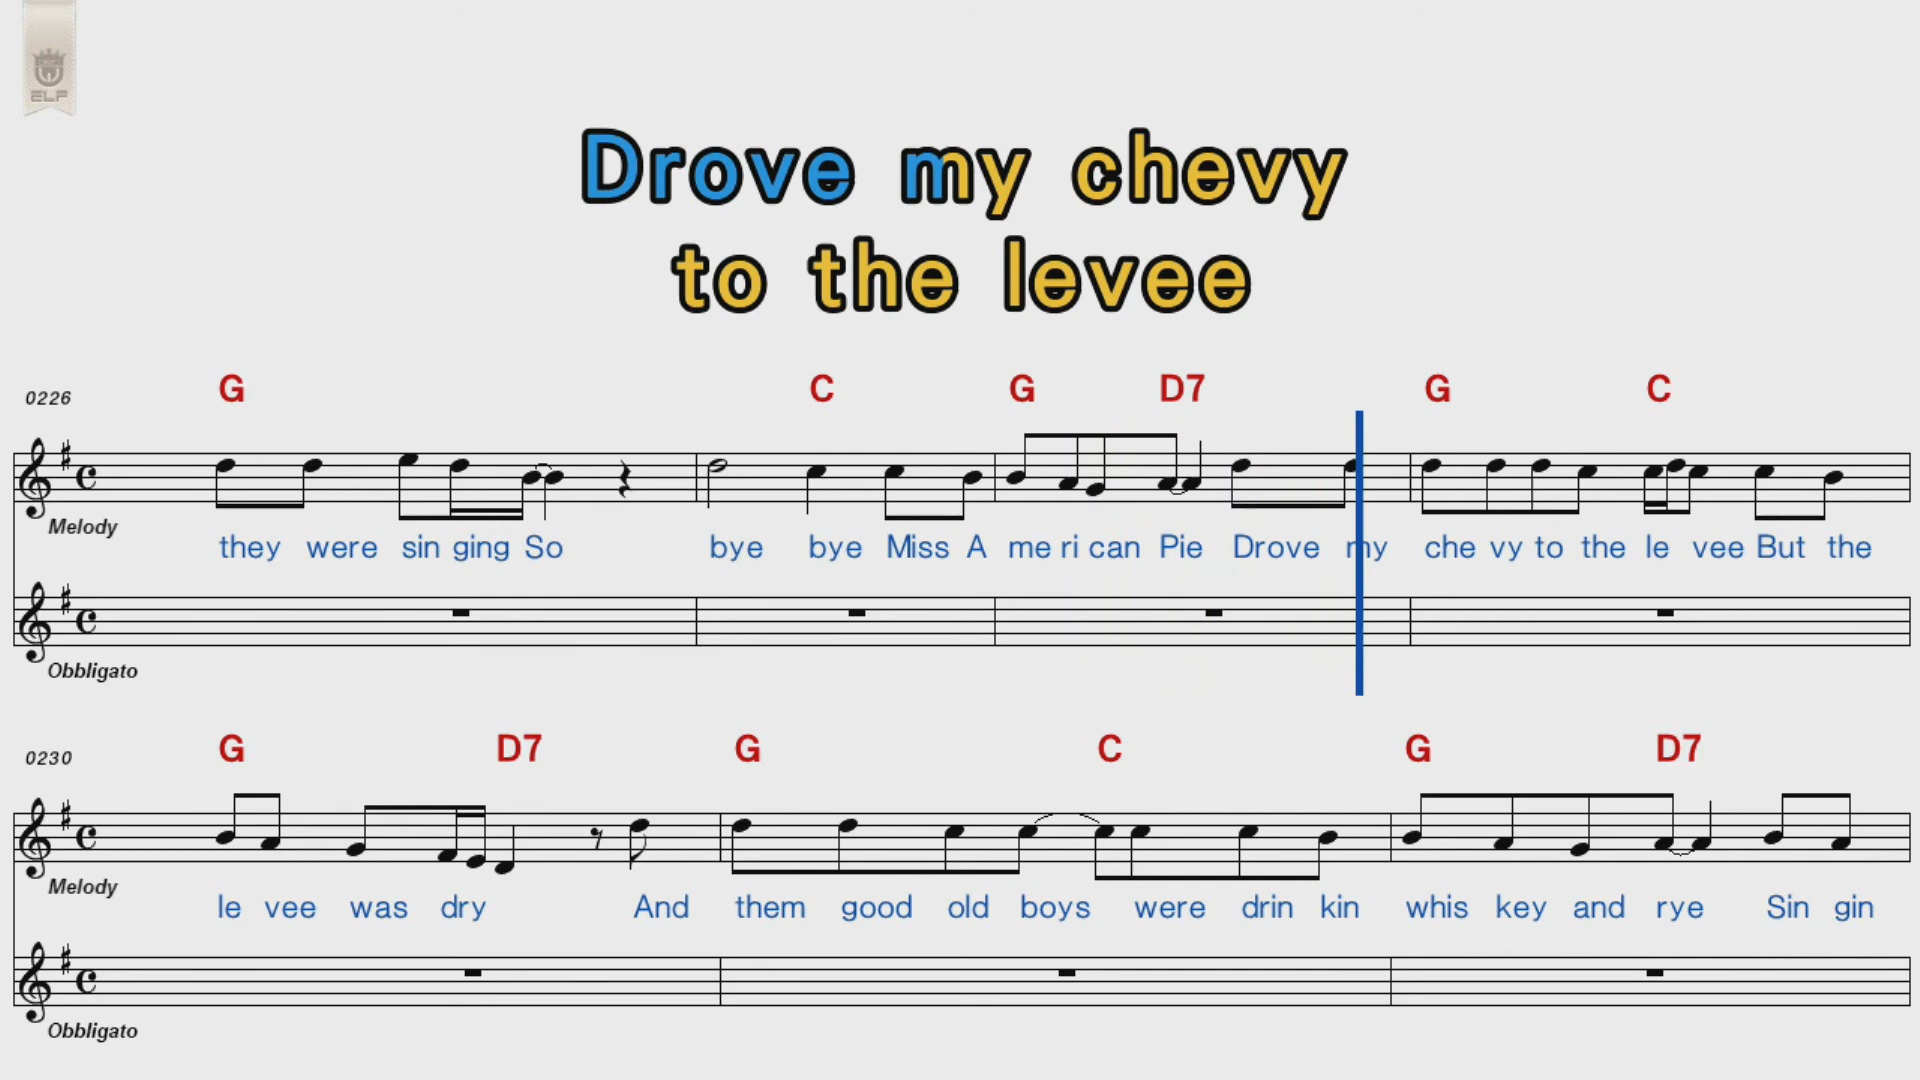 ELF
Drove my chevy
to the levee
0226 G C G D7 G C
Melody
they were sin ging So bye bye Miss A me ri can Pie Drove my che vy to the le vee But the
Obbligato
0230 G D7 G C G D7
Melody
le vee was dry And them good old boys were drin kin whis key and rye Sin gin
Obbligato